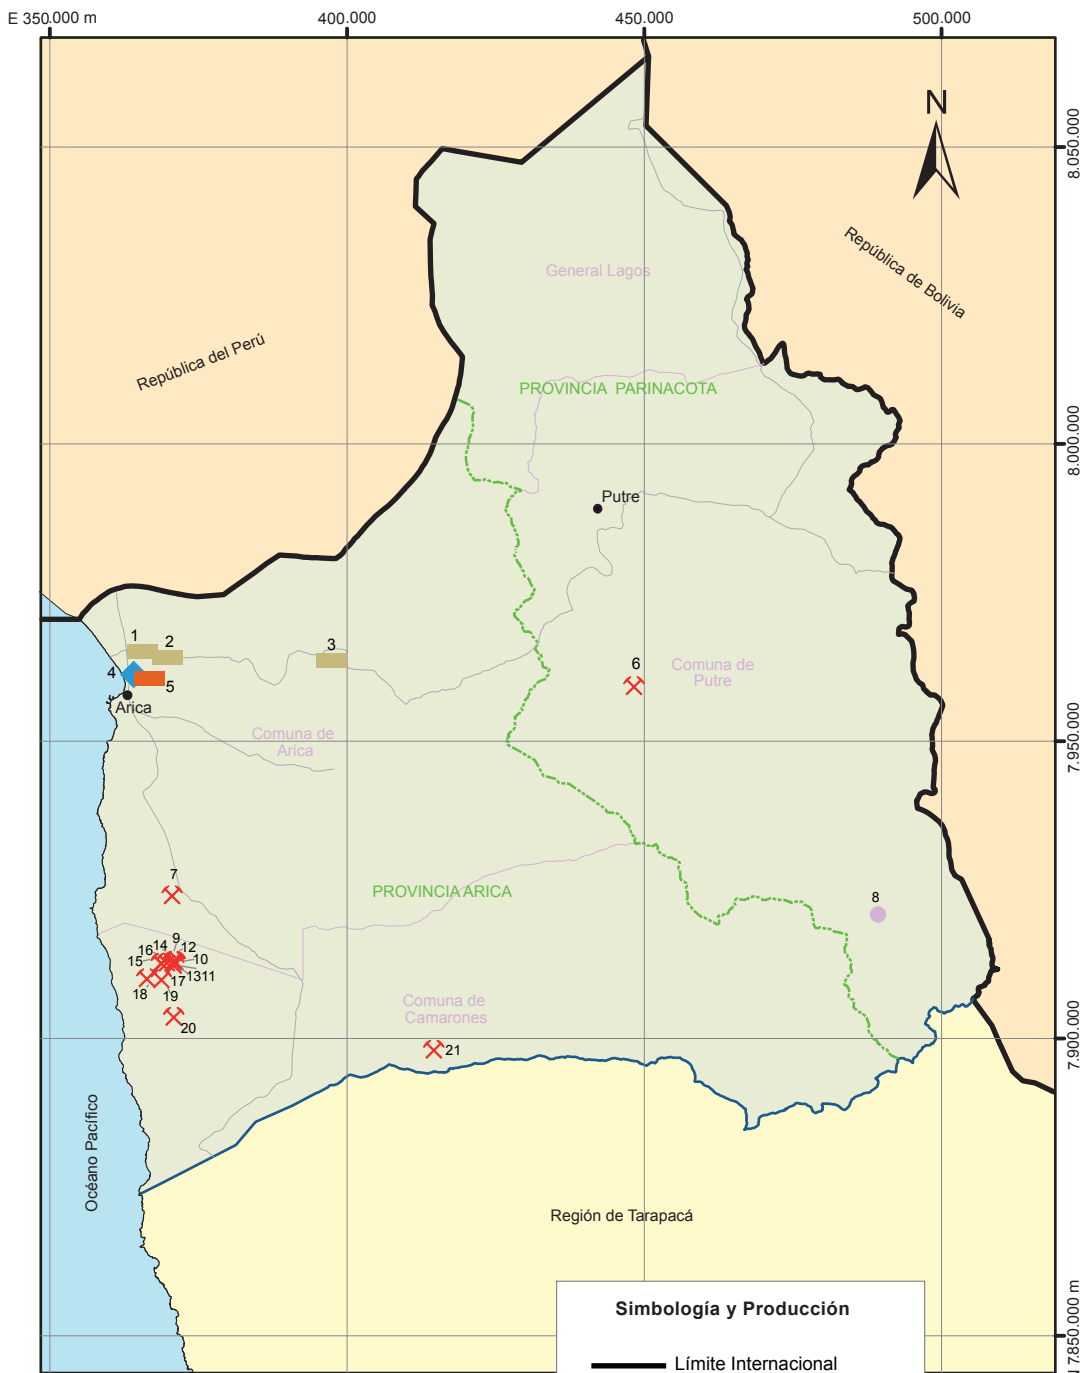 E 350.000 m
400.000
450.000
500.000
N
8.050.000
República de Bolivia
General Lagos
República del Perú
PROVINCIA PARINACOTA
8.000.000
Putre
1
2
3
4
5
Arica
6
Comuna de
Putre
Comuna de
Arica
7.950.000
7
PROVINCIA ARICA
8
9
14
12
16
10
15
13
11
17
18
19
20
Comuna de
Camarones
21
7.900.000
Océano Pacífico
Región de Tarapacá
Simbología y Producción
Límite Internacional
7.850.000 m